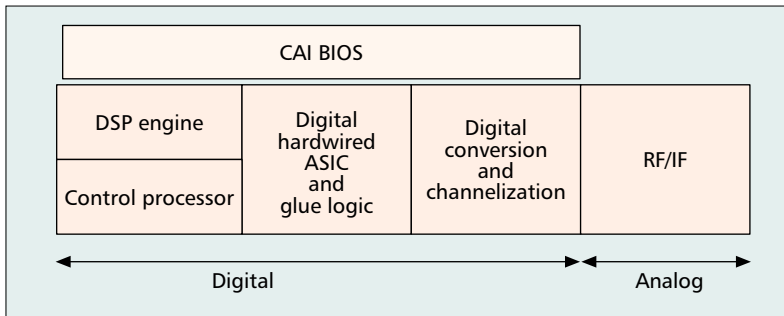 CAI BIOS
DSP engine
Control processor
Digital
hardwired
ASIC
and
glue logic
Digital
conversion
and
channelization
RF/IF
Digital
Analog